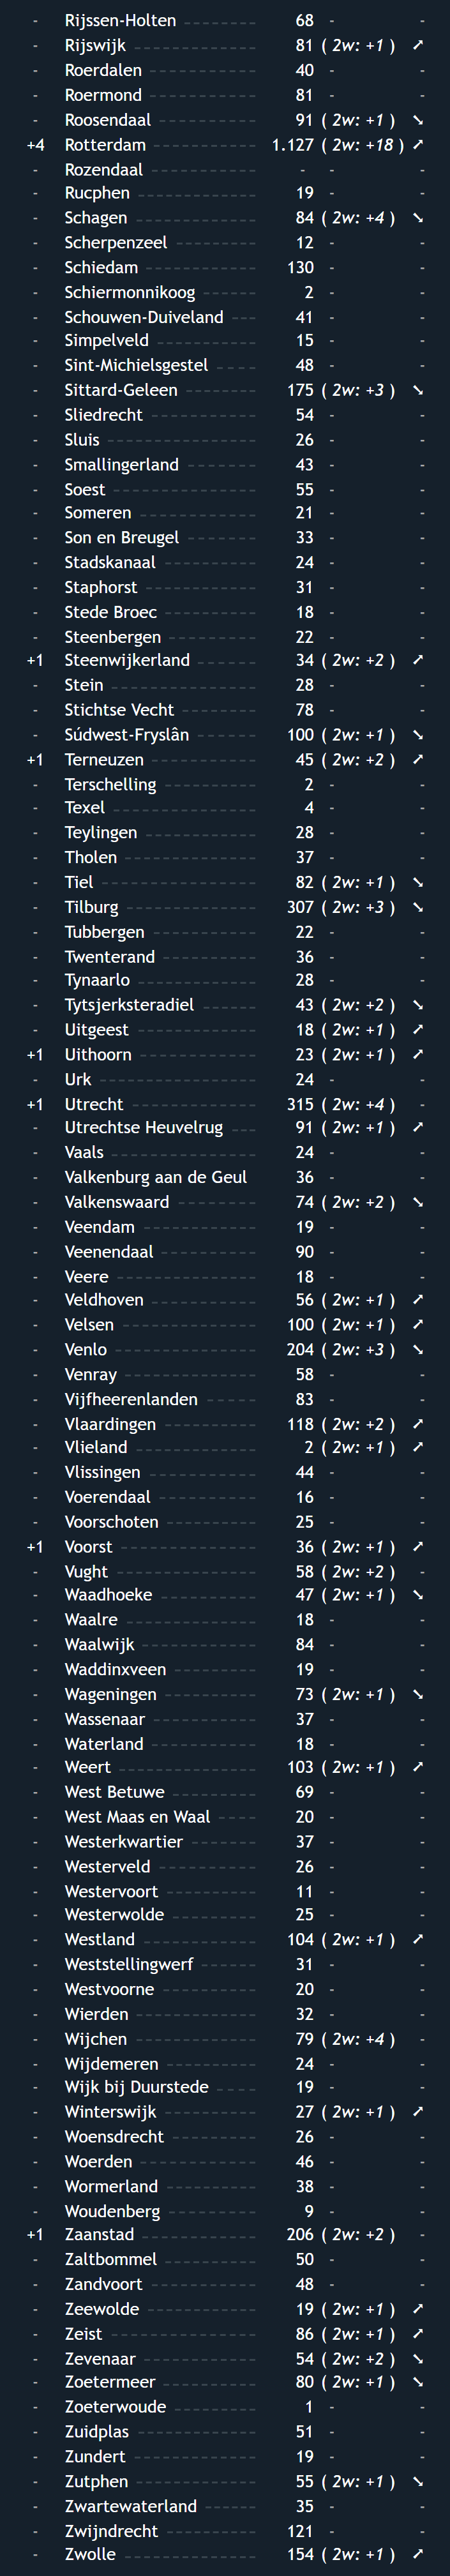 - Rijssen-Holten 68 - -
- Rijswijk 81 ( 2w: +1 ) ➚
- Roerdalen 40 - -
- Roermond 81 - -
- Roosendaal 91 ( 2w: +1 ) ➘
+4 Rotterdam 1.127 ( 2w: +18 ) ➚
- Rozendaal - - -
- Rucphen 19 - -
- Schagen 84 ( 2w: +4 ) ➘
- Scherpenzeel 12 - -
- Schiedam 130 - -
- Schiermonnikoog 2 - -
- Schouwen-Duiveland 41 - -
- Simpelveld 15 - -
- Sint-Michielsgestel 48 - -
- Sittard-Geleen 175 ( 2w: +3 ) ➘
- Sliedrecht 54 - -
- Sluis 26 - -
- Smallingerland 43 - -
- Soest 55 - -
- Someren 21 - -
- Son en Breugel 33 - -
- Stadskanaal 24 - -
- Staphorst 31 - -
- Stede Broec 18 - -
- Steenbergen 22 - -
+1 Steenwijkerland 34 ( 2w: +2 ) ➚
- Stein 28 - -
- Stichtse Vecht 78 - -
- Súdwest-Fryslân 100 ( 2w: +1 ) ➘
+1 Terneuzen 45 ( 2w: +2 ) ➚
- Terschelling 2 - -
- Texel 4 - -
- Teylingen 28 - -
- Tholen 37 - -
- Tiel 82 ( 2w: +1 ) ➘
- Tilburg 307 ( 2w: +3 ) ➘
- Tubbergen 22 - -
- Twenterand 36 - -
- Tynaarlo 28 - -
- Tytsjerksteradiel 43 ( 2w: +2 ) ➘
- Uitgeest 18 ( 2w: +1 ) ➚
+1 Uithoorn 23 ( 2w: +1 ) ➚
- Urk 24 - -
+1 Utrecht 315 ( 2w: +4 ) -
- Utrechtse Heuvelrug 91 ( 2w: +1 ) ➚
- Vaals 24 - -
- Valkenburg aan de Geul 36 - -
- Valkenswaard 74 ( 2w: +2 ) ➘
- Veendam 19 - -
- Veenendaal 90 - -
- Veere 18 - -
- Veldhoven 56 ( 2w: +1 ) ➚
- Velsen 100 ( 2w: +1 ) ➚
- Venlo 204 ( 2w: +3 ) ➘
- Venray 58 - -
- Vijfheerenlanden 83 - -
- Vlaardingen 118 ( 2w: +2 ) ➚
- Vlieland 2 ( 2w: +1 ) ➚
- Vlissingen 44 - -
- Voerendaal 16 - -
- Voorschoten 25 - -
+1 Voorst 36 ( 2w: +1 ) ➚
- Vught 58 ( 2w: +2 ) -
- Waadhoeke 47 ( 2w: +1 ) ➘
- Waalre 18 - -
- Waalwijk 84 - -
- Waddinxveen 19 - -
- Wageningen 73 ( 2w: +1 ) ➘
- Wassenaar 37 - -
- Waterland 18 - -
- Weert 103 ( 2w: +1 ) ➚
- West Betuwe 69 - -
- West Maas en Waal 20 - -
- Westerkwartier 37 - -
- Westerveld 26 - -
- Westervoort 11 - -
- Westerwolde 25 - -
- Westland 104 ( 2w: +1 ) ➚
- Weststellingwerf 31 - -
- Westvoorne 20 - -
- Wierden 32 - -
- Wijchen 79 ( 2w: +4 ) -
- Wijdemeren 24 - -
- Wijk bij Duurstede 19 - -
- Winterswijk 27 ( 2w: +1 ) ➚
- Woensdrecht 26 - -
- Woerden 46 - -
- Wormerland 38 - -
- Woudenberg 9 - -
+1 Zaanstad 206 ( 2w: +2 ) -
- Zaltbommel 50 - -
- Zandvoort 48 - -
- Zeewolde 19 ( 2w: +1 ) ➚
- Zeist 86 ( 2w: +1 ) ➚
- Zevenaar 54 ( 2w: +2 ) ➘
- Zoetermeer 80 ( 2w: +1 ) ➘
- Zoeterwoude 1 - -
- Zuidplas 51 - -
- Zundert 19 - -
- Zutphen 55 ( 2w: +1 ) ➘
- Zwartewaterland 35 - -
- Zwijndrecht 121 - -
- Zwolle 154 ( 2w: +1 ) ➚